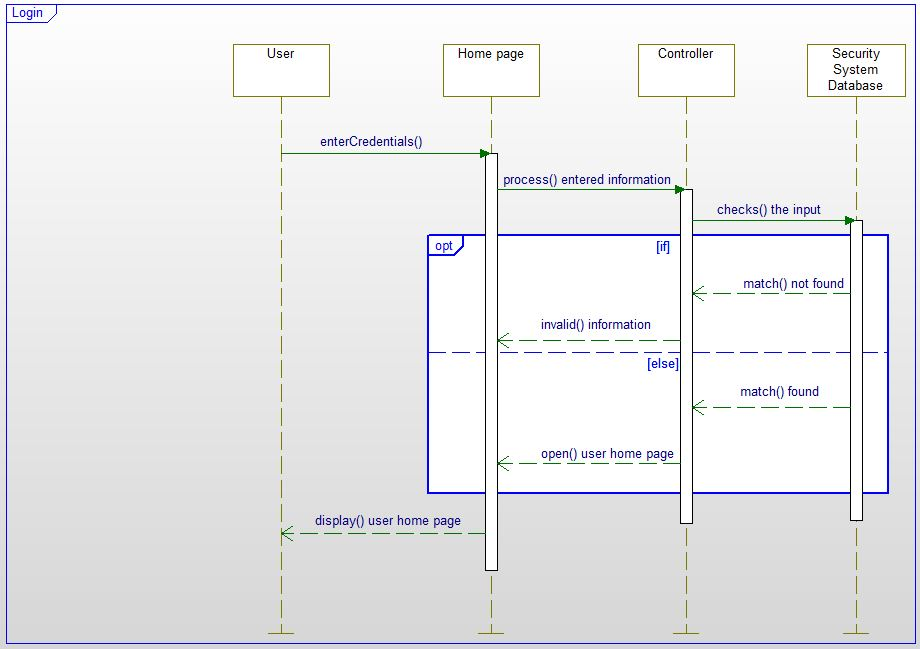 Login
User
Home page
Controller
Security
System
Database
enterCredentials()
process() entered information
checks() the input
opt
[if]
match() not found
invalid() information
[else]
match() found
open() user home page
display() user home page